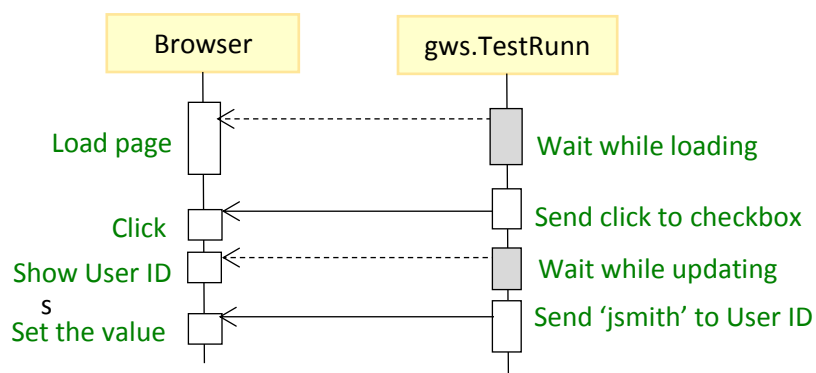 Browser
gws.TestRunn
Load page
Wait while loading
Click
Send click to checkbox
Show User ID
Wait while updating
s
Set the value
Send ‘jsmith’ to User ID